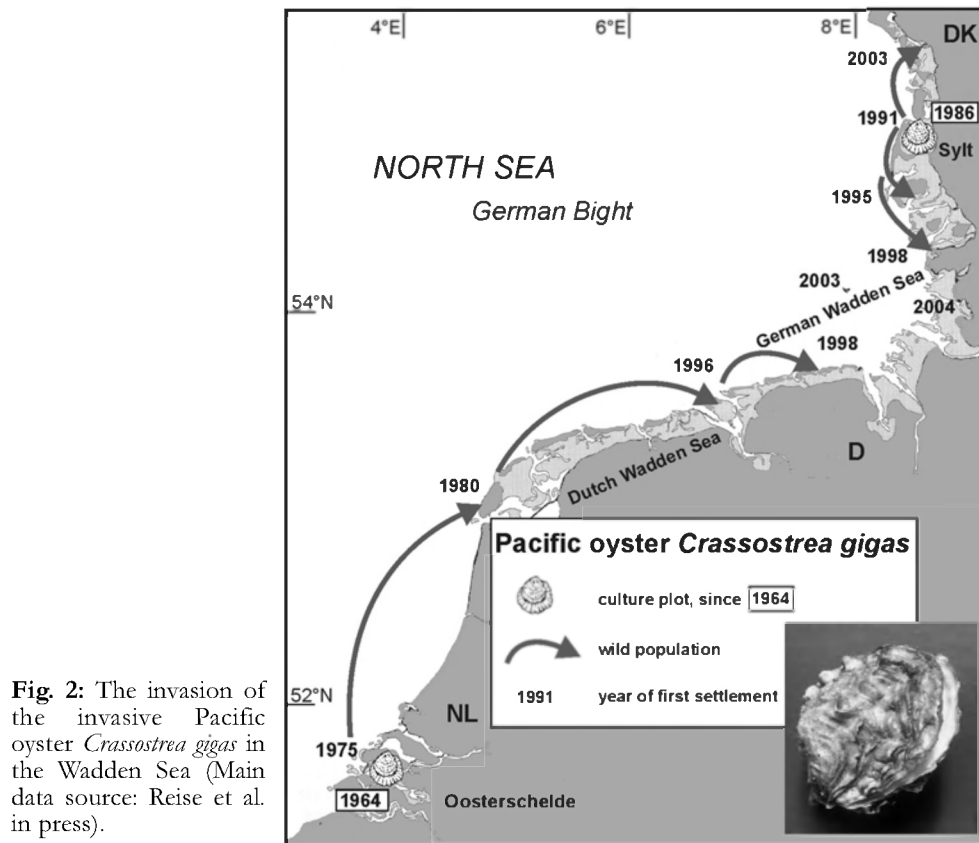 4°E 6°E 8°E
DK
2003
1991 1986
Sylt
NORTH SEA
German Bight
1995
1998
2003
54°N
German Wadden Sea
2004
1998
1996
D
Dutch Wadden Sea
1980
Pacific oyster Crassostrea gigas
culture plot, since 1964
wild population
1991 year of first settlement
52°N
NL
1975
1964
Oosterschelde
Fig. 2: The invasion of
the invasive Pacific
oyster Crassostrea gigas in
the Wadden Sea (Main
data source: Reise et al.
in press).